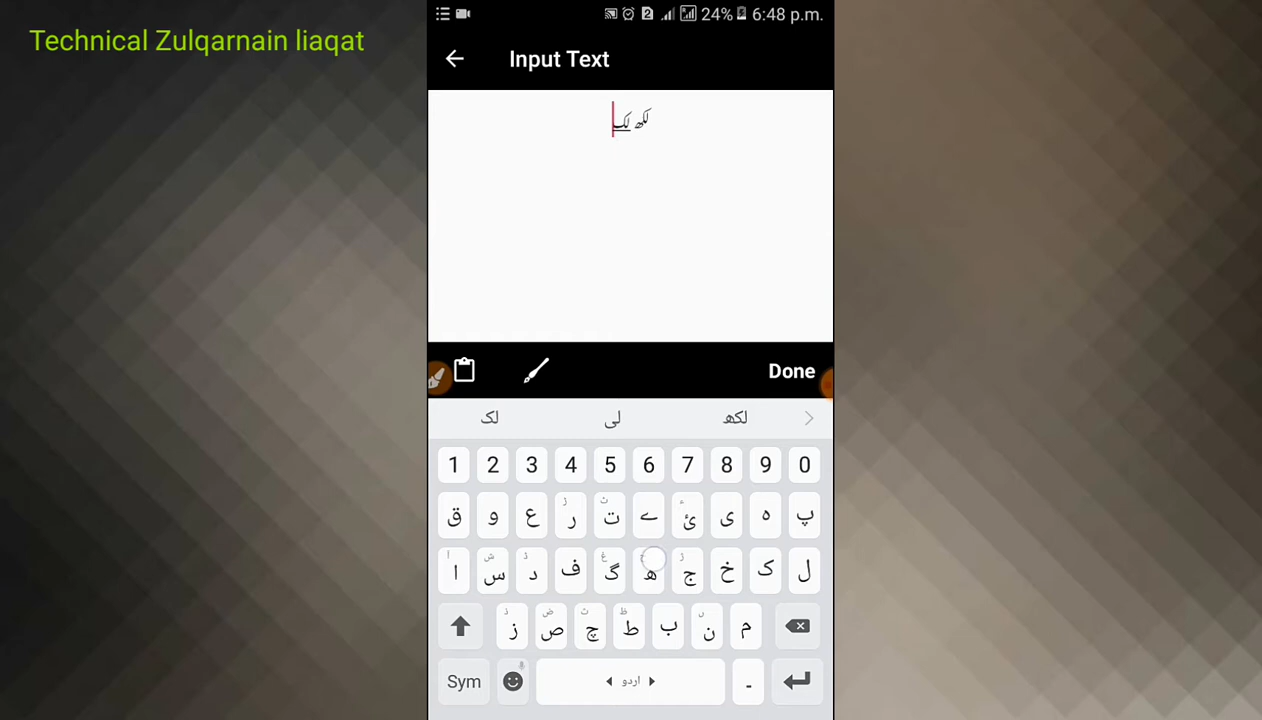 Technical Zulqarnain liaqat
24% 6:48 p.m.
Input Text
لکھ لک
Done
لک لی لکھ
1 2 3 4 5 6 7 8 9 0
ق و ع ر ت ے ئ ی ہ پ
ا س د ف گ ھ ج خ ک ل
ز ص چ ط ب ن م
Sym اردو ۔